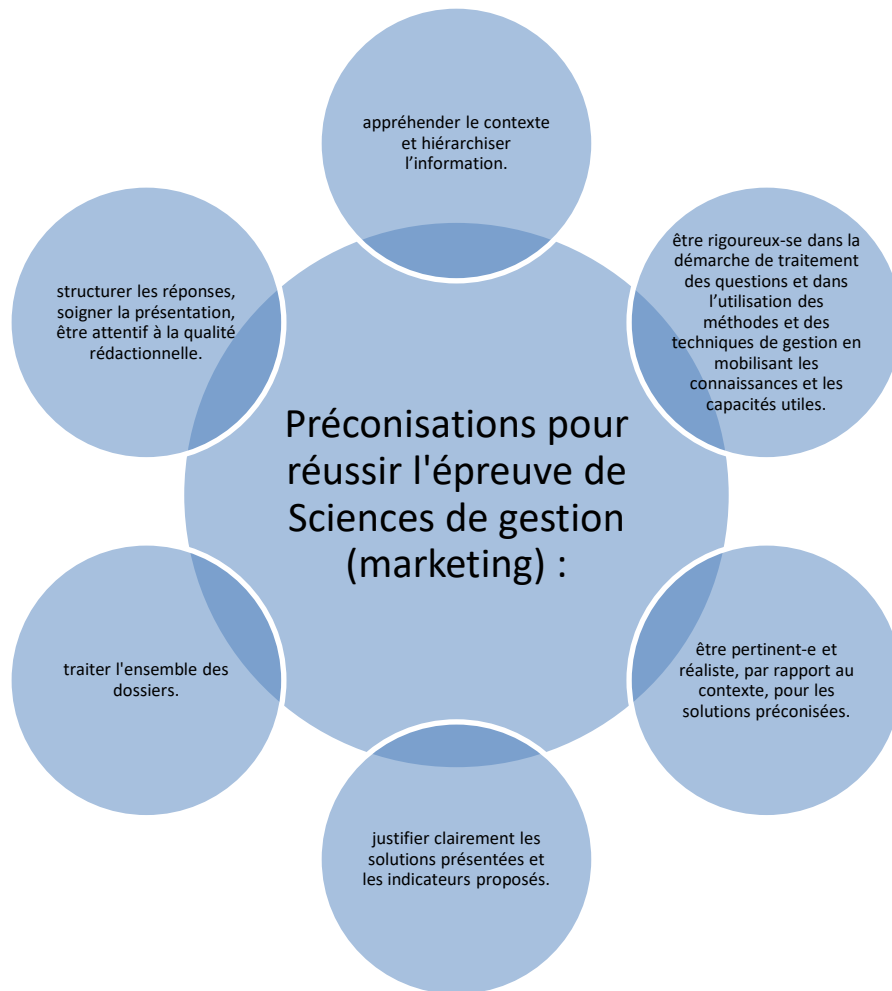 appréhender le contexte
et hiérarchiser
l’information.
être rigoureux-se dans la
démarche de traitement
des questions et dans
l’utilisation des
méthodes et des
techniques de gestion en
mobilisant les
connaissances et les
capacités utiles.
structurer les réponses,
soigner la présentation,
être attentif à la qualité
rédactionnelle.
Préconisations pour
réussir l'épreuve de
Sciences de gestion
(marketing) :
être pertinent-e et
réaliste, par rapport au
contexte, pour les
solutions préconisées.
traiter l'ensemble des
dossiers.
justifier clairement les
solutions présentées et
les indicateurs proposés.